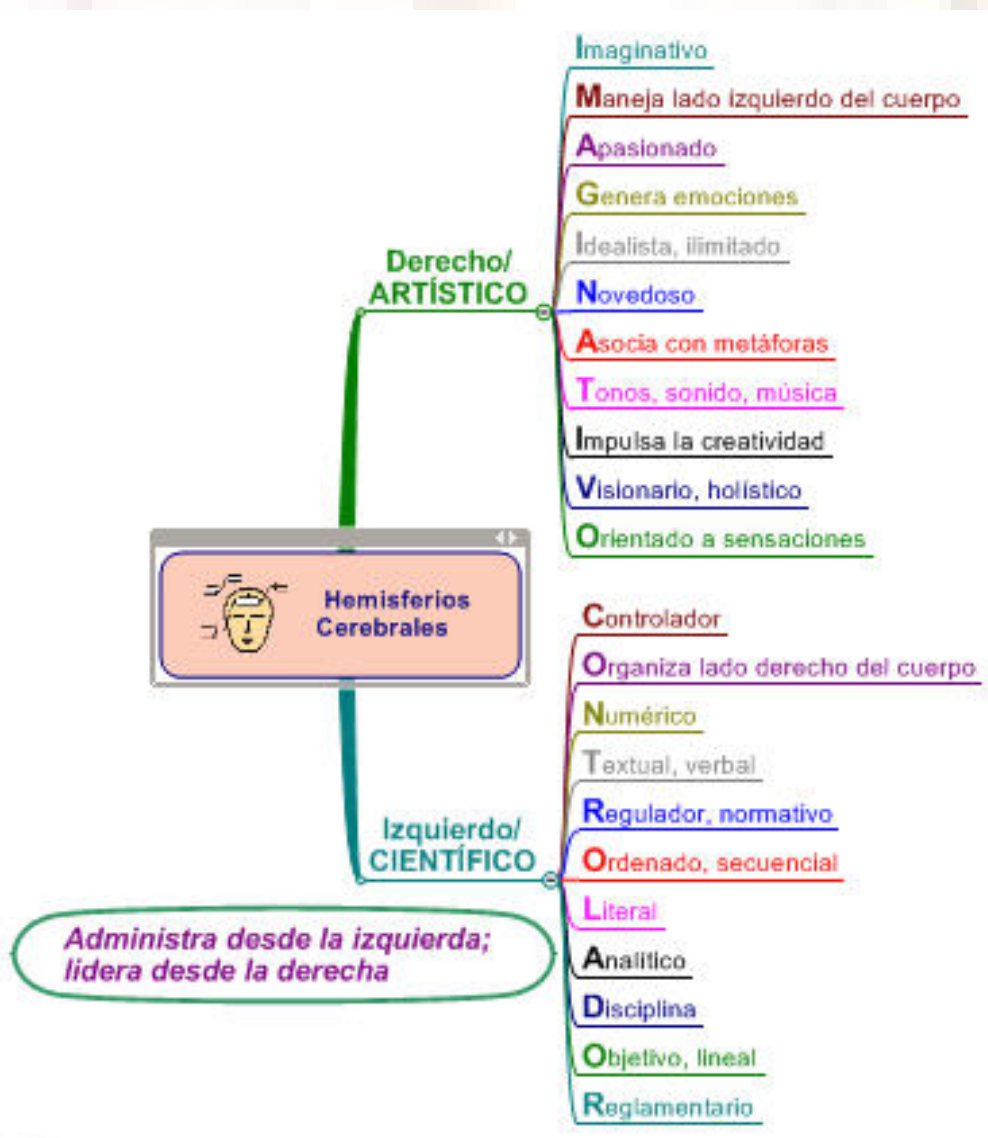 Imaginativo
Maneja lado izquierdo del cuerpo
Apasionado
Genera emociones
Idealista, ilimitado
Derecho/
ARTÍSTICO
Novedoso
Asocia con metáforas
Tonos, sonido, música
Impulsa la creatividad
Visionario, holístico
Orientado a sensaciones
Hemisferios
Cerebrales
Controlador
Organiza lado derecho del cuerpo
Numérico
Textual, verbal
Regulador, normativo
Izquierdo/
CIENTÍFICO
Ordenado, secuencial
Literal
Analítico
Disciplina
Objetivo, lineal
Reglamentario
Administra desde la izquierda;
lidera desde la derecha